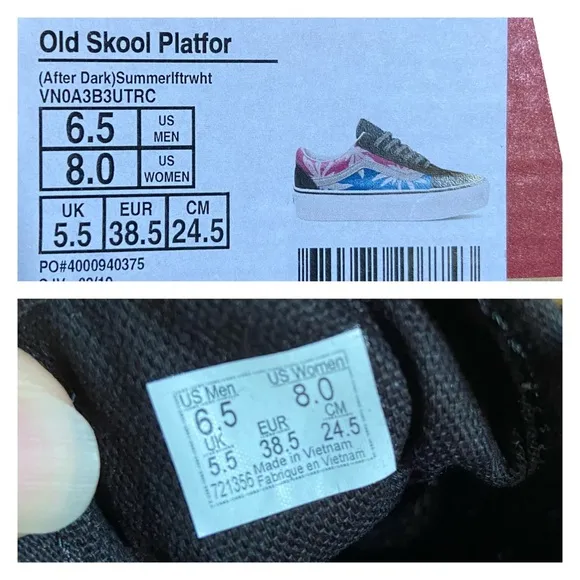 Old Skool Platfor
(After Dark)Summerlftrwht
VN0A3B3UTRC
6.5 US MEN
8.0 US WOMEN
UK EUR CM
5.5 38.5 24.5
PO#4000940375
US Men US Women
6.5 8.0
UK EUR CM
5.5 38.5 24.5
721356 Made in Vietnam
Fabrique en Vietnam